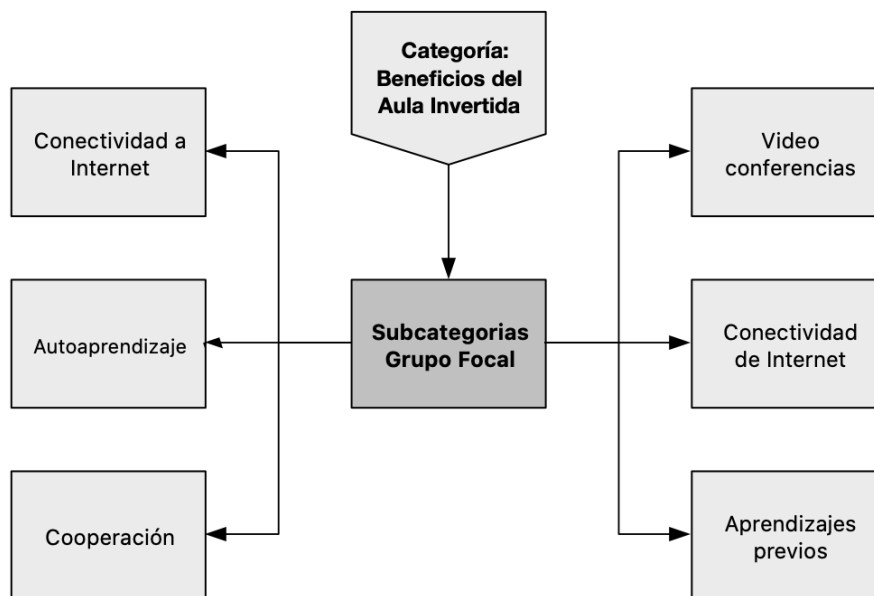 Categoría:
Beneficios del
Aula Invertida
Conectividad a
Internet
Video
conferencias
Autoaprendizaje
Subcategorias
Grupo Focal
Conectividad
de Internet
Cooperación
Aprendizajes
previos